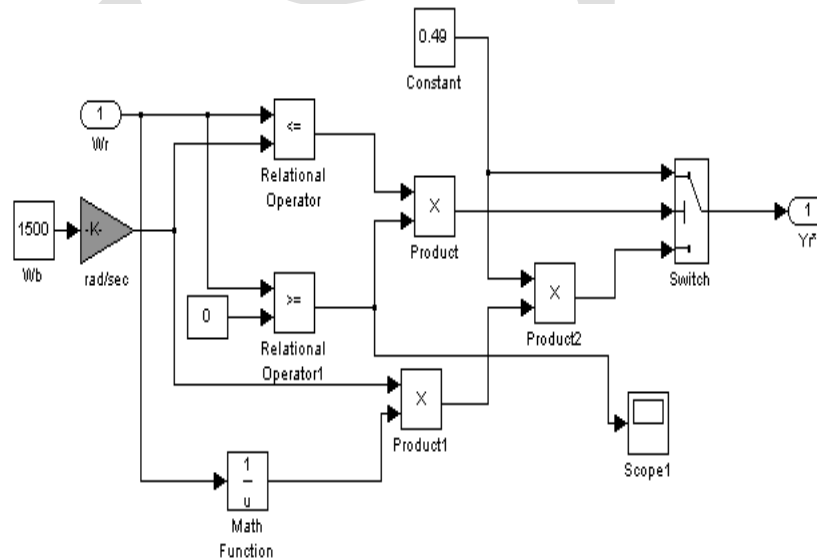 0.49
Constant
1
Wr
<=
Relational
Operator
1500
Wb
-K-
rad/sec
X
Product
1
Yr*
Switch
0
>=
Relational
Operator1
X
Product2
X
Product1
Scope1
1
u
Math
Function